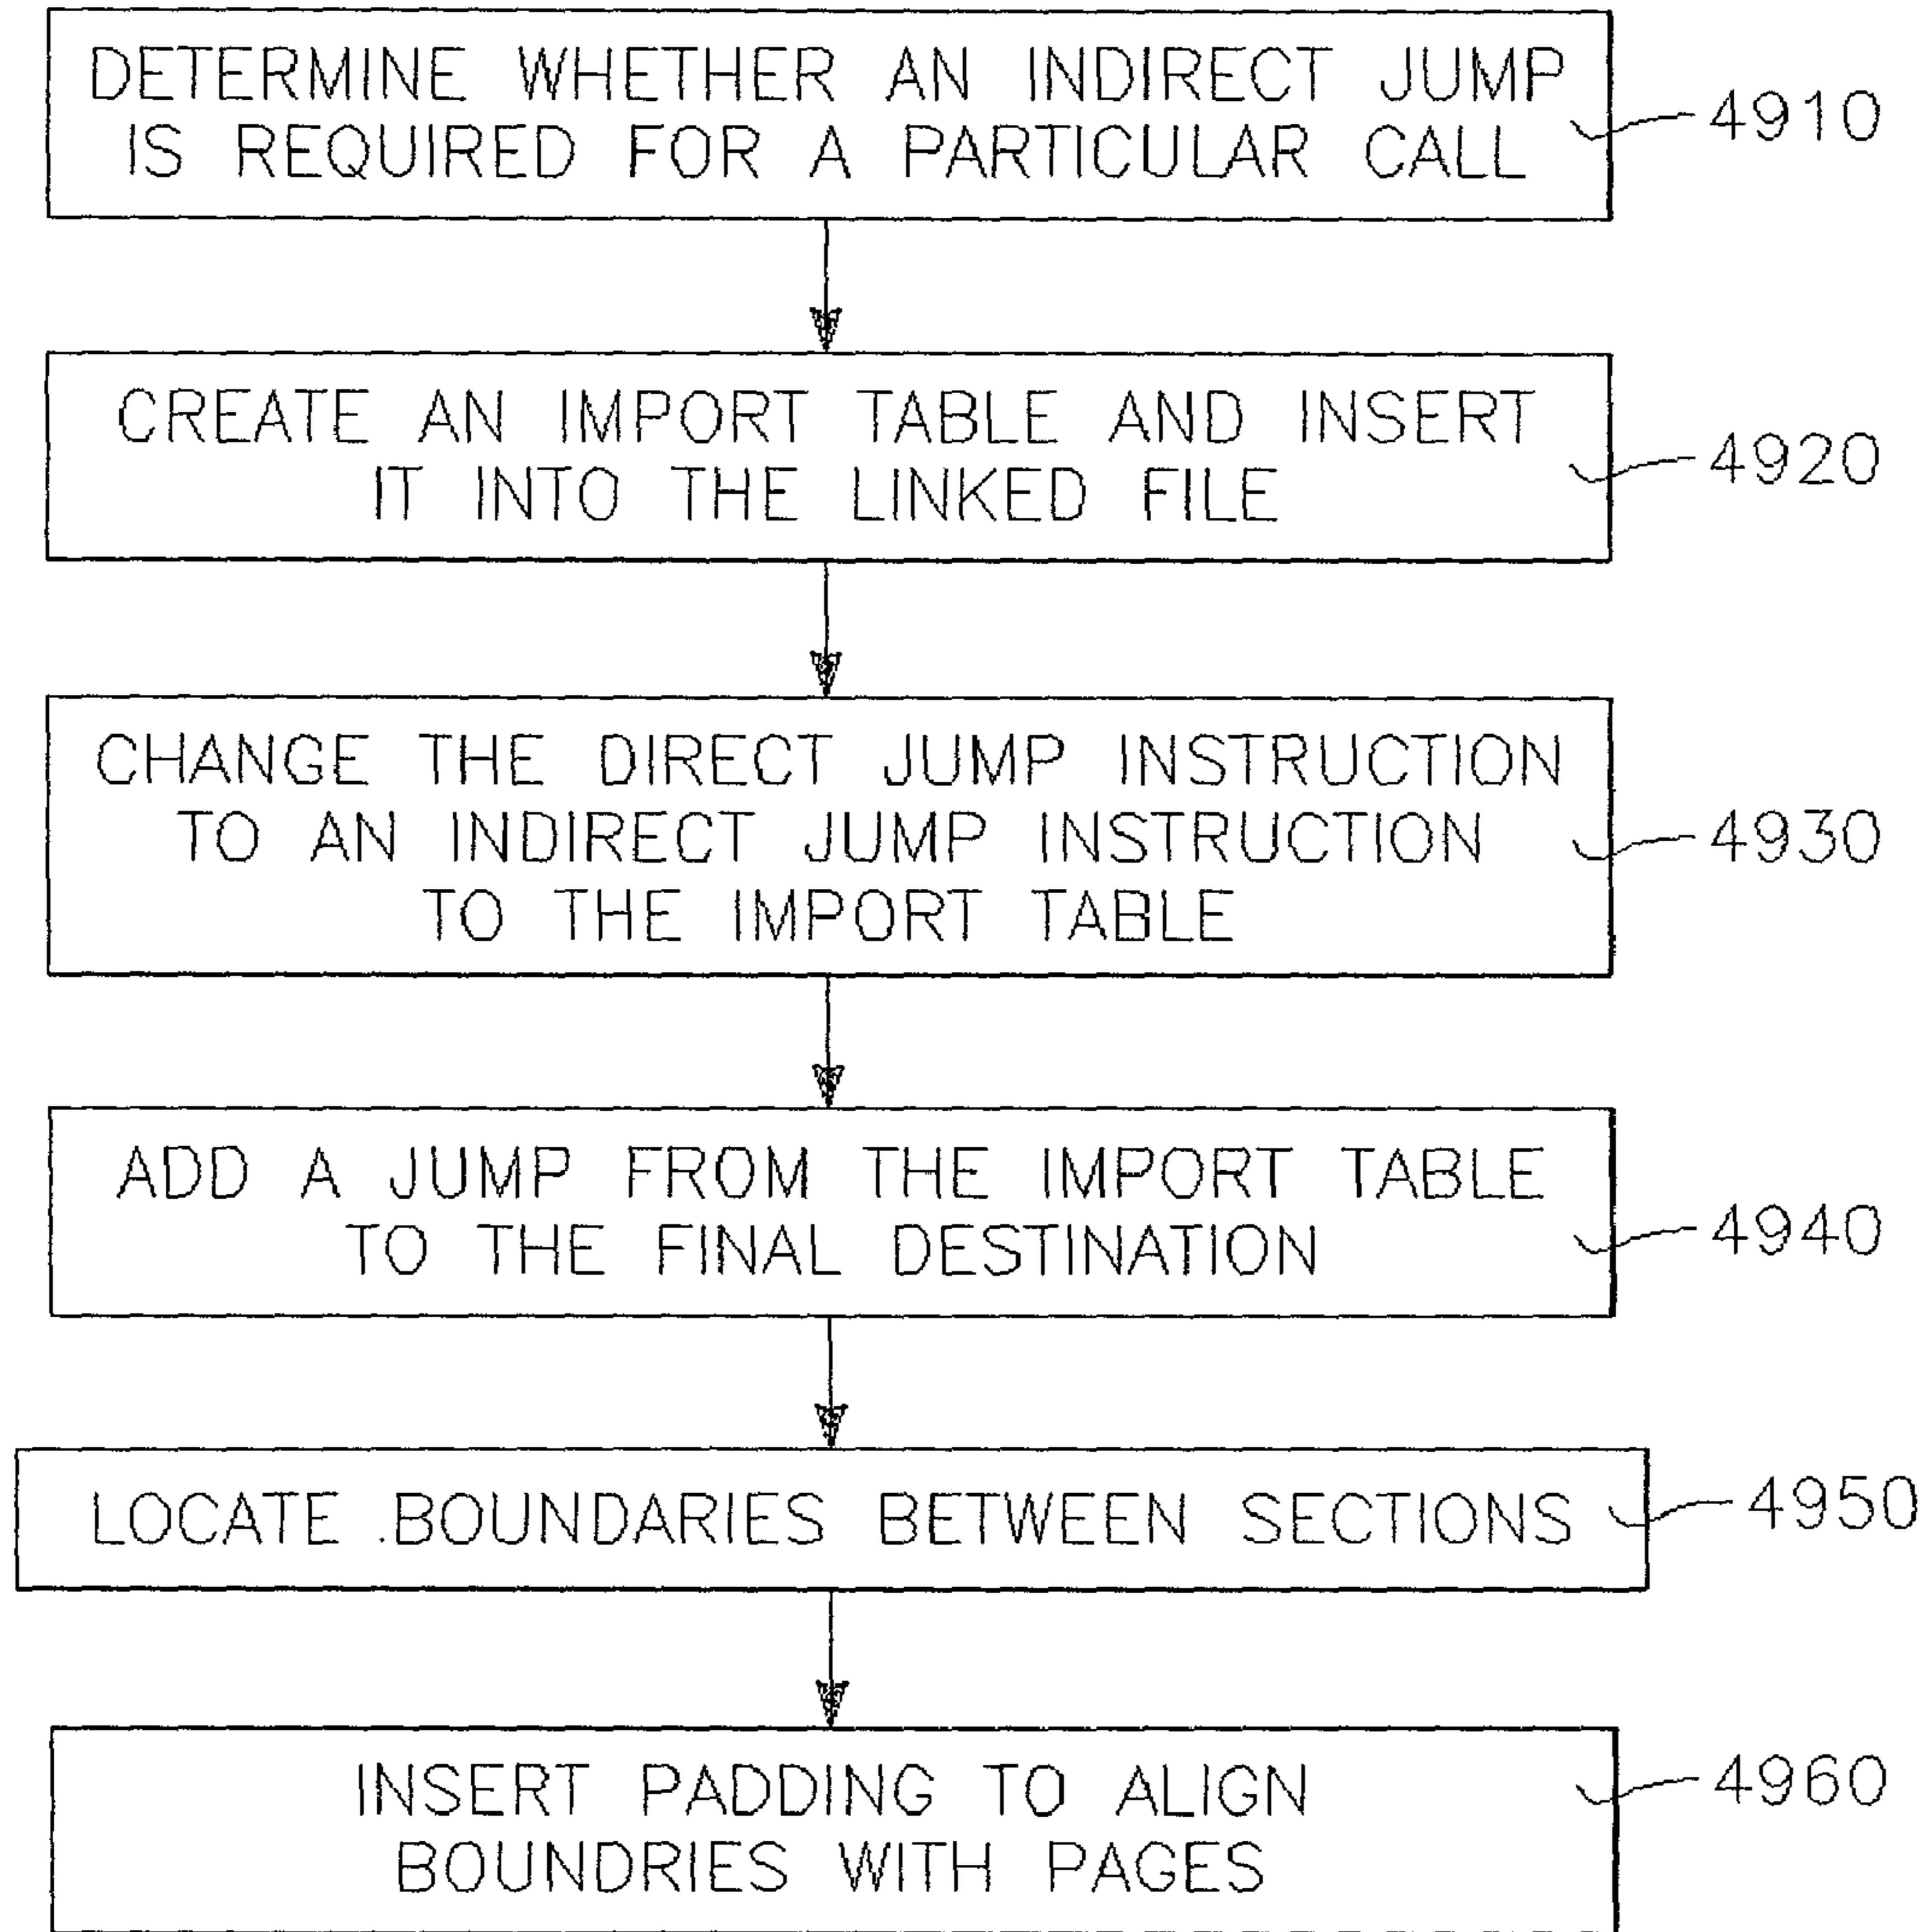 DETERMINE WHETHER AN INDIRECT JUMP
IS REQUIRED FOR A PARTICULAR CALL
4910
CREATE AN IMPORT TABLE AND INSERT
IT INTO THE LINKED FILE
4920
CHANGE THE DIRECT JUMP INSTRUCTION
TO AN INDIRECT JUMP INSTRUCTION
TO THE IMPORT TABLE
4930
ADD A JUMP FROM THE IMPORT TABLE
TO THE FINAL DESTINATION
4940
LOCATE .BOUNDARIES BETWEEN SECTIONS
4950
INSERT PADDING TO ALIGN
BOUNDRIES WITH PAGES
4960